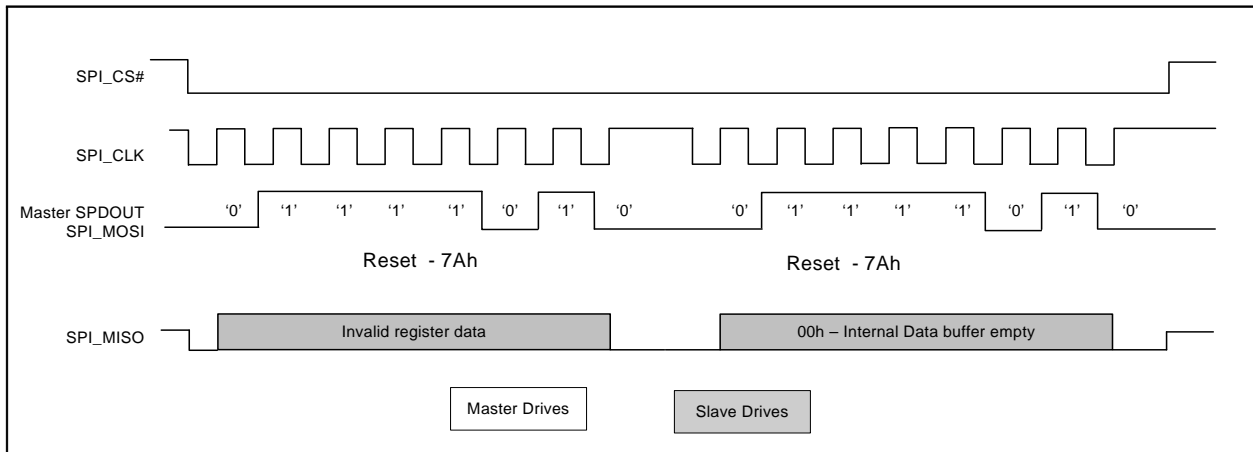 SPI_CS#
SPI_CLK
Master SPDOUT
SPI_MOSI
‘0’ ‘1’ ‘1’ ‘1’ ‘1’ ‘0’ ‘1’ ‘0’ ‘0’ ‘1’ ‘1’ ‘1’ ‘1’ ‘0’ ‘1’ ‘0’
Reset - 7Ah
Reset - 7Ah
SPI_MISO
Invalid register data
00h – Internal Data buffer empty
Master Drives
Slave Drives